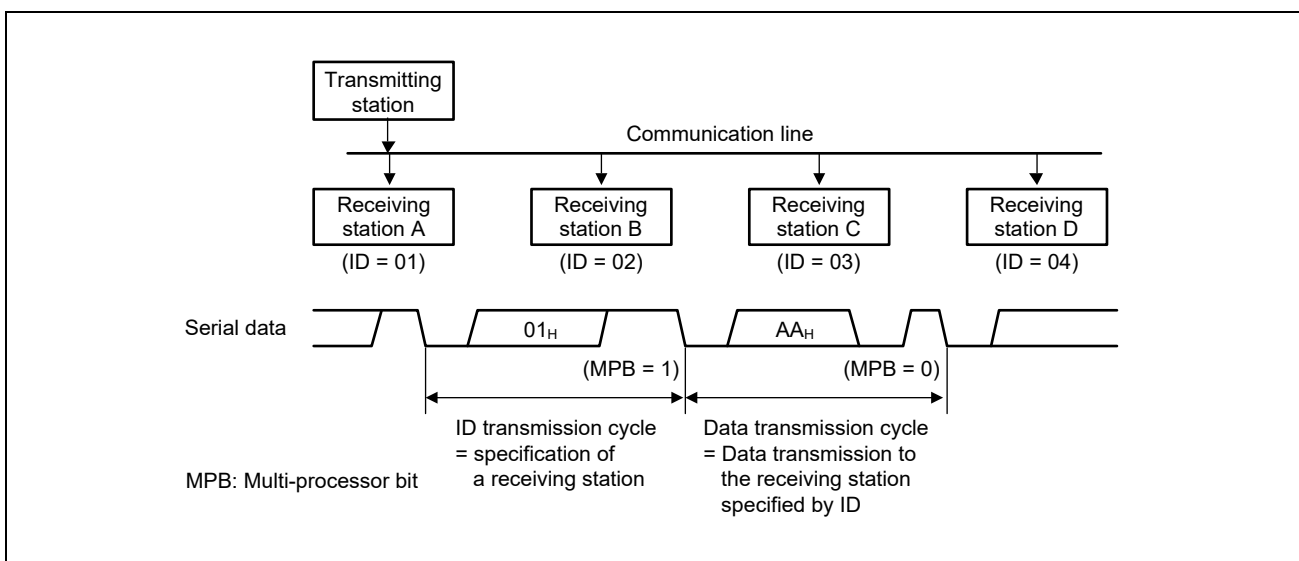 Transmitting
station
Communication line
Receiving
station A
Receiving
station B
Receiving
station C
Receiving
station D
(ID = 01)
(ID = 02)
(ID = 03)
(ID = 04)
Serial data
01H
AAH
(MPB = 1)
(MPB = 0)
ID transmission cycle
= specification of
a receiving station
Data transmission cycle
= Data transmission to
the receiving station
specified by ID
MPB: Multi-processor bit